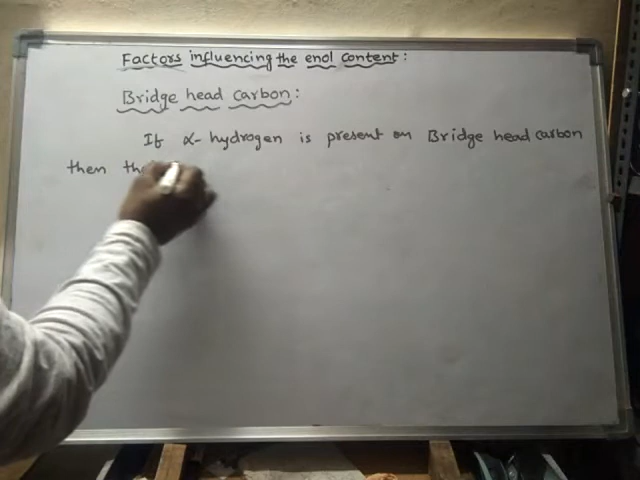 Factors influencing the enol content:
Bridge head carbon:
If α-hydrogen is present on Bridge head carbon
then